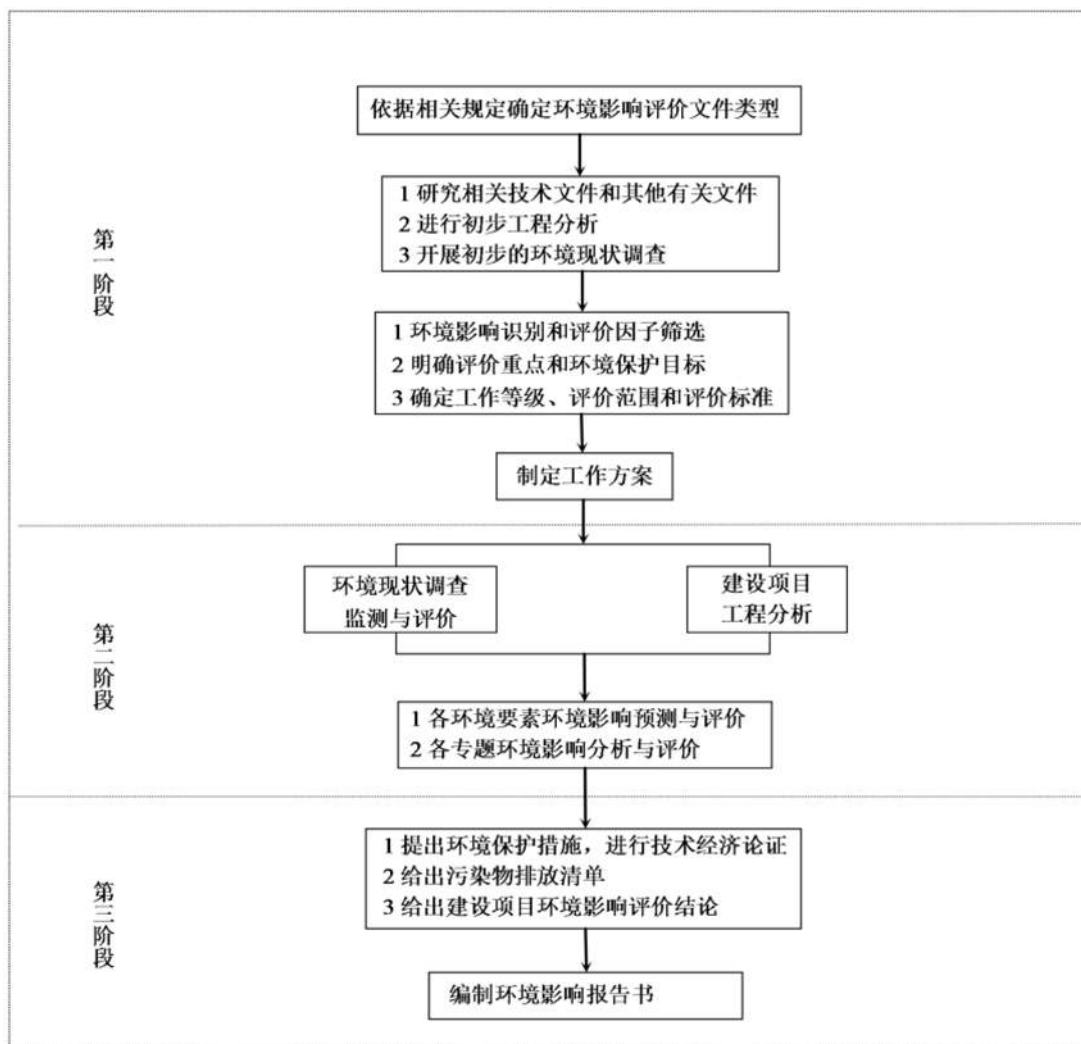 依据相关规定确定环境影响评价文件类型
1 研究相关技术文件和其他有关文件
2 进行初步工程分析
3 开展初步的环境现状调查
第一阶段
1 环境影响识别和评价因子筛选
2 明确评价重点和环境保护目标
3 确定工作等级、评价范围和评价标准
制定工作方案
环境现状调查
监测与评价
建设项目
工程分析
第二阶段
1 各环境要素环境影响预测与评价
2 各专题环境影响分析与评价
1 提出环境保护措施，进行技术经济论证
2 给出污染物排放清单
3 给出建设项目环境影响评价结论
第三阶段
编制环境影响报告书